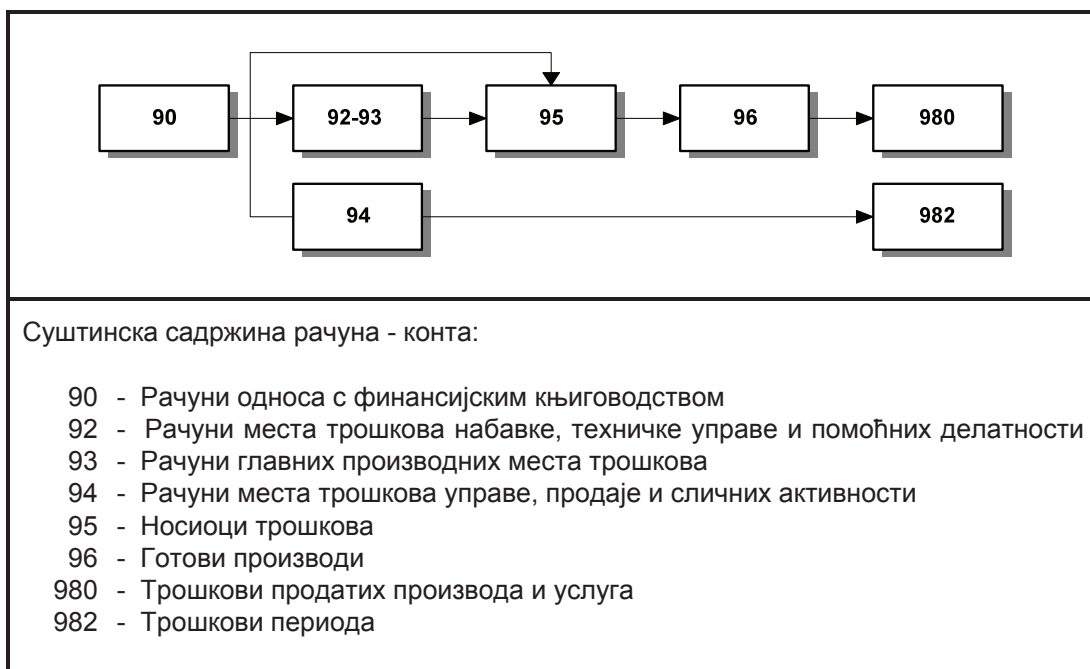 90
92-93
95
96
980
94
982
Суштинска садржина рачуна - конта:
90 - Рачуни односа с финансијским књиговодством
92 - Рачуни места трошкова набавке, техничке управе и помоћних делатности
93 - Рачуни главних производних места трошкова
94 - Рачуни места трошкова управе, продаје и сличних активности
95 - Носиоци трошкова
96 - Готови производи
980 - Трошкови продатих производа и услуга
982 - Трошкови периода